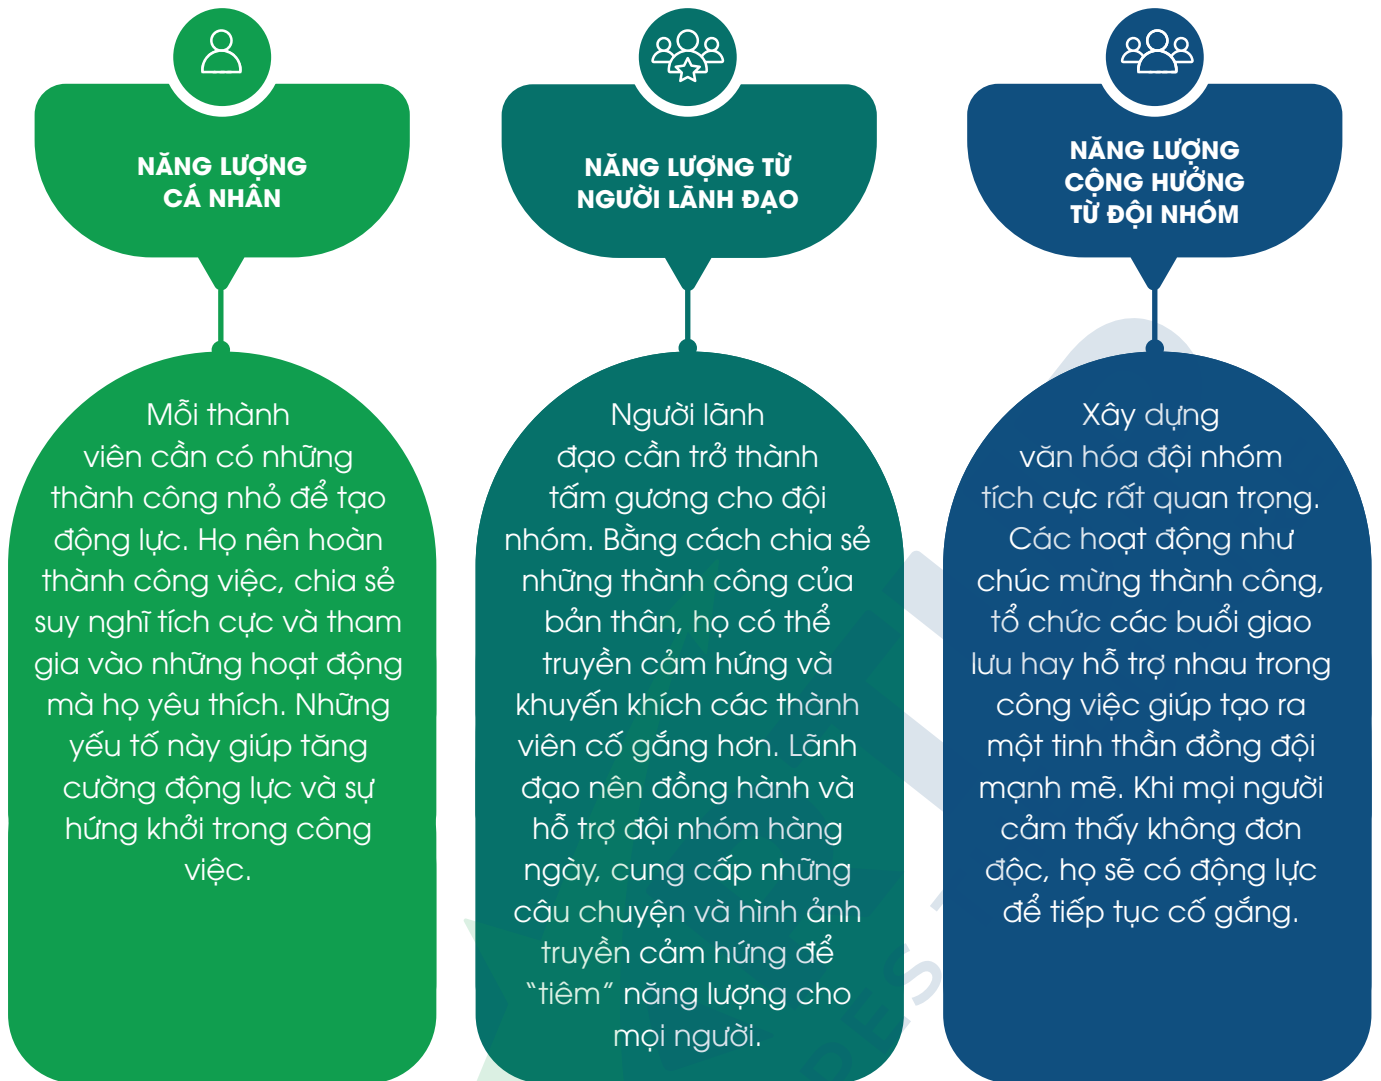 NĂNG LƯỢNG
CÁ NHÂN
Mỗi thành
viên cần có những
thành công nhỏ để tạo
động lực. Họ nên hoàn
thành công việc, chia sẻ
suy nghĩ tích cực và tham
gia vào những hoạt động
mà họ yêu thích. Những
yếu tố này giúp tăng
cường động lực và sự
hứng khởi trong công
việc.
NĂNG LƯỢNG TỪ
NGƯỜI LÃNH ĐẠO
Người lãnh
đạo cần trở thành
tấm gương cho đội
nhóm. Bằng cách chia sẻ
những thành công của
bản thân, họ có thể
truyền cảm hứng và
khuyến khích các thành
viên cố gắng hơn. Lãnh
đạo nên đồng hành và
hỗ trợ đội nhóm hàng
ngày, cung cấp những
câu chuyện và hình ảnh
truyền cảm hứng để
“tiêm” năng lượng cho
mọi người.
NĂNG LƯỢNG
CỘNG HƯỞNG
TỪ ĐỘI NHÓM
Xây dựng
văn hóa đội nhóm
tích cực rất quan trọng.
Các hoạt động như
chúc mừng thành công,
tổ chức các buổi giao
lưu hay hỗ trợ nhau trong
công việc giúp tạo ra
một tinh thần đồng đội
mạnh mẽ. Khi mọi người
cảm thấy không đơn
độc, họ sẽ có động lực
để tiếp tục cố gắng.